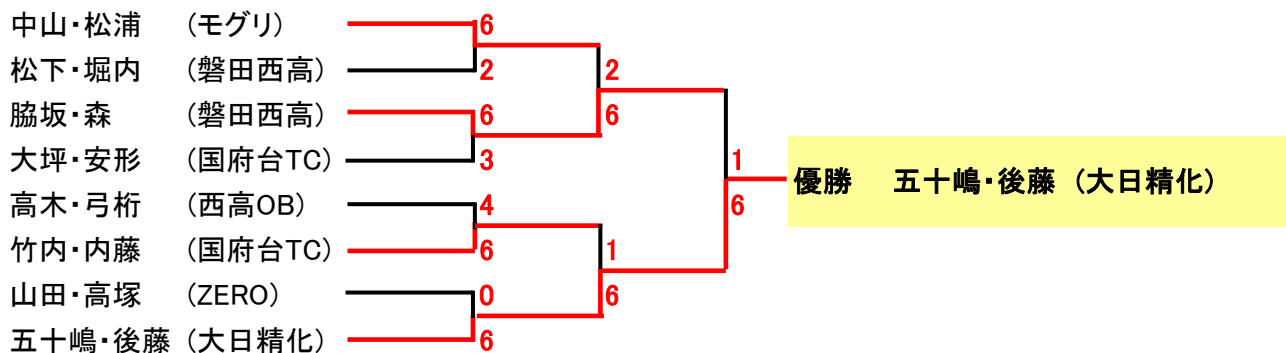 中山・松浦 (モグリ) 6
松下・堀内 (磐田西高) 2 2
脇坂・森 (磐田西高) 6 6
大坪・安形 (国府台TC) 3 1
優勝 五十嶋・後藤 (大日精化)
高木・弓桁 (西高OB) 4 6
竹内・内藤 (国府台TC) 6 1
山田・高塚 (ZERO) 0 6
五十嶋・後藤 (大日精化) 6